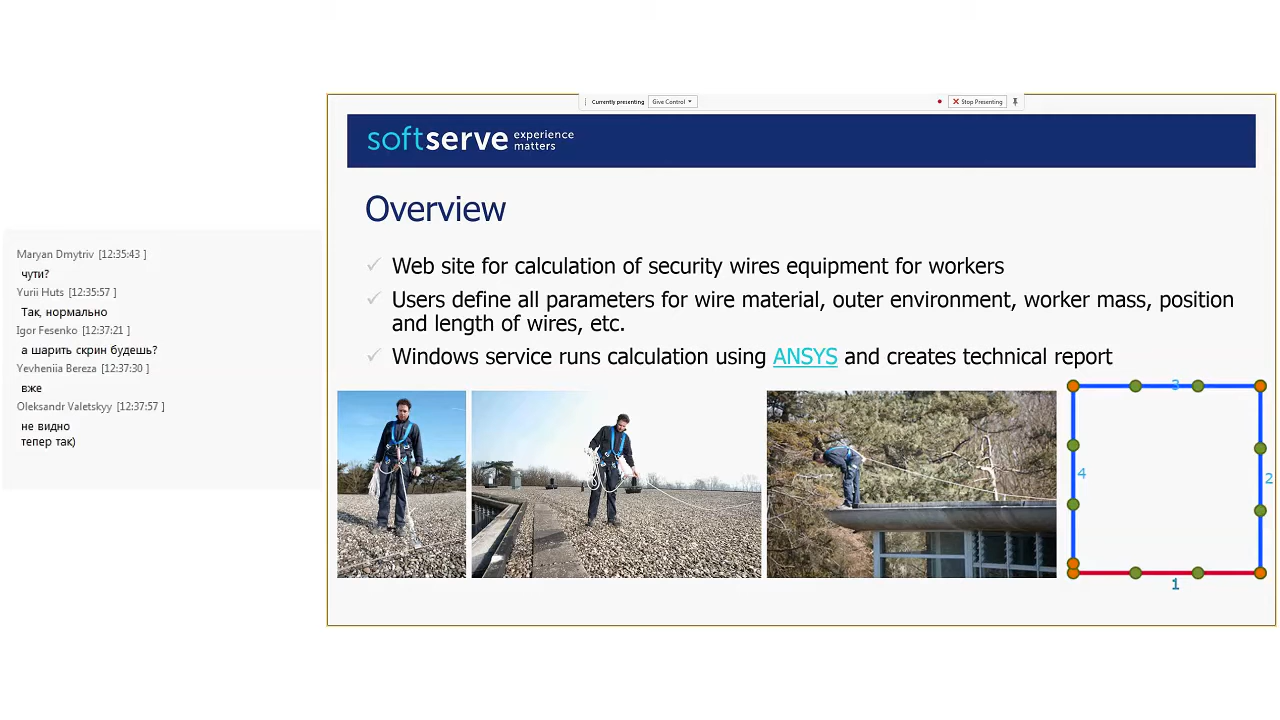 Currently presenting
Give Control
Stop Presenting
softserve experience matters
Overview
Web site for calculation of security wires equipment for workers
Users define all parameters for wire material, outer environment, worker mass, position
and length of wires, etc.
Windows service runs calculation using ANSYS and creates technical report
3
4
2
1
Maryan Dmytriv [12:35:43 ]
чути?
Yurii Huts [12:35:57 ]
Так, нормально
Igor Fesenko [12:37:21 ]
а шарить скрин будешь?
Yevheniia Bereza [12:37:30 ]
вже
Oleksandr Valetskyy [12:37:57 ]
не видно
тепер так)